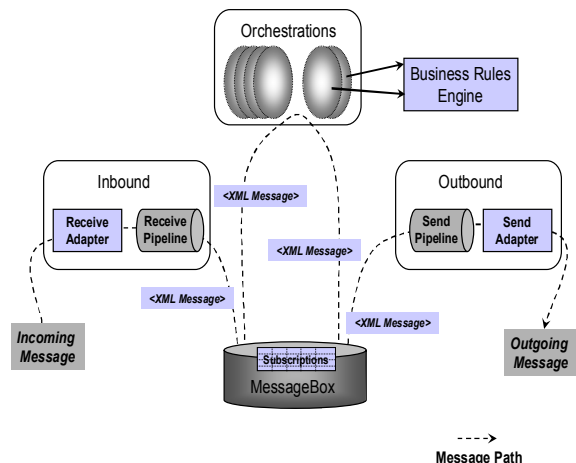 Orchestrations
Business Rules
Engine
Inbound
Outbound
<XML Message>
Receive
Adapter
Receive
Pipeline
Send
Pipeline
Send
Adapter
<XML Message>
<XML Message>
<XML Message>
Incoming
Message
Outgoing
Message
Subscriptions
MessageBox
Message Path